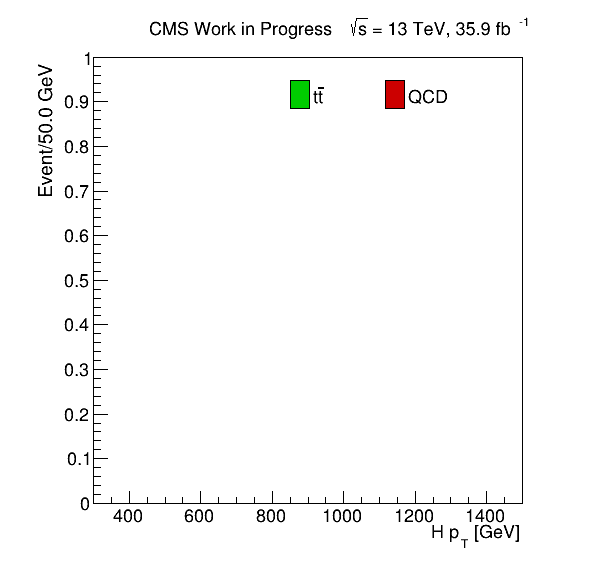 CMS Work in Progress √s = 13 TeV, 35.9 fb -1
Event/50.0 GeV
tt̄
QCD
1
0.9
0.8
0.7
0.6
0.5
0.4
0.3
0.2
0.1
0
400 600 800 1000 1200 1400
H pT [GeV]